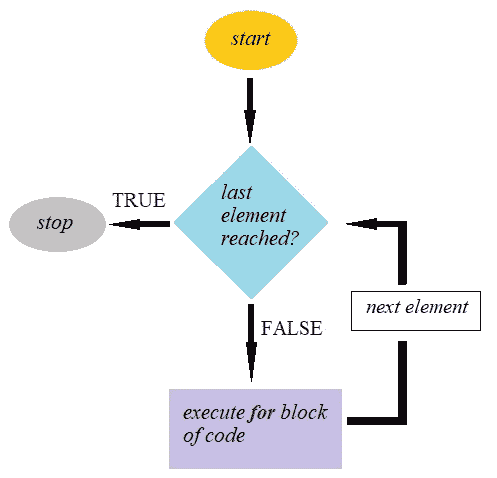 start
last
element
reached?
TRUE
stop
FALSE
next element
execute for block
of code